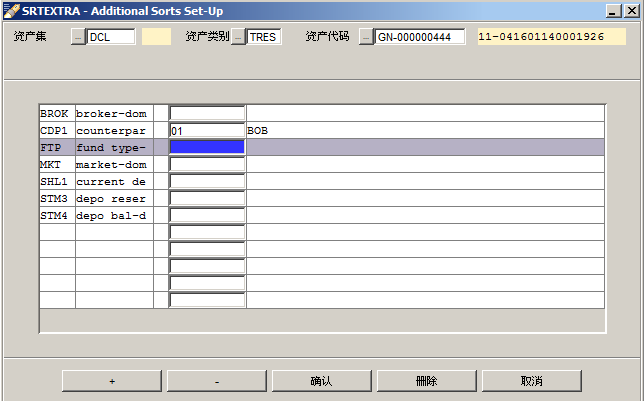 SRTEXTRA - Additional Sorts Set-Up
资产集 ... DCL 资产类别 ... TRES 资产代码 ... GN-000000444 11-041601140001926
BROK broker-dom
CDP1 counterpar 01 BOB
FTP fund type-
MKT market-dom
SHL1 current de
STM3 depo reser
STM4 depo bal-d
+ - 确认 删除 取消